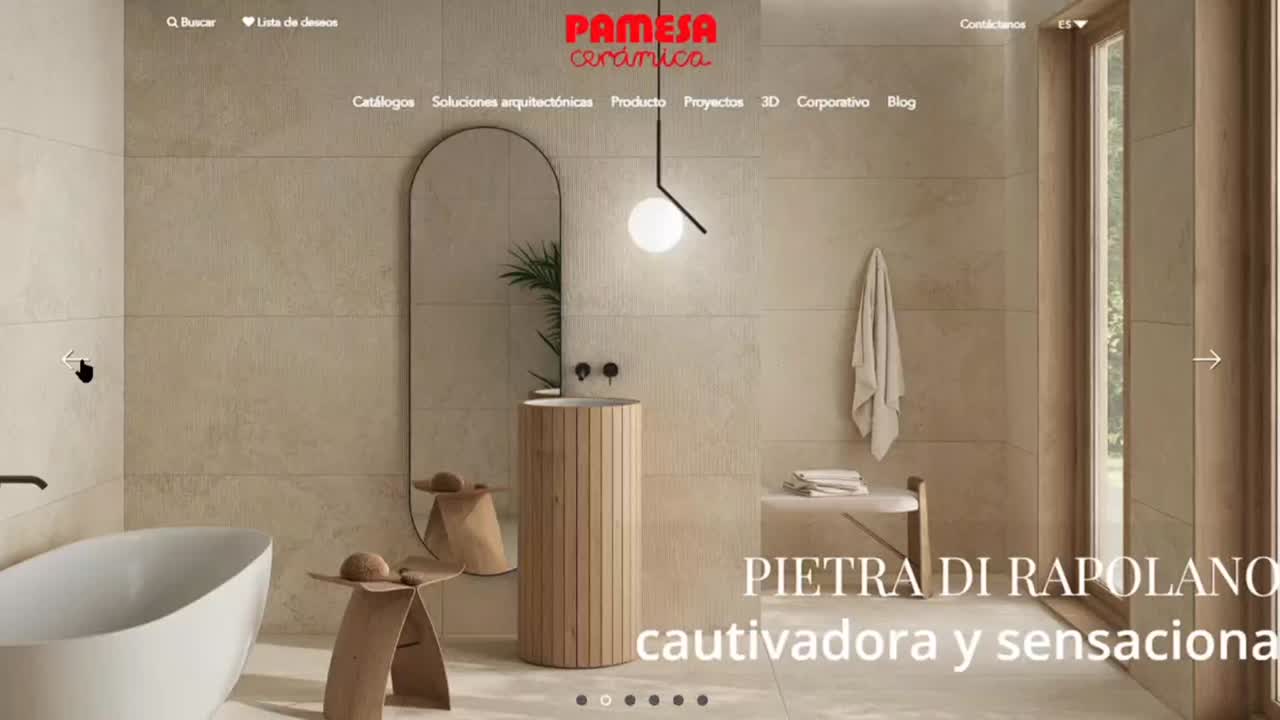 Buscar
Lista de deseos
PAMESA
cerámica
Contáctanos
ES
Catálogos
Soluciones arquitectónicas
Producto
Proyectos
3D
Corporativo
Blog
PIETRA DI RAPOLANO
cautivadora y sensaciona